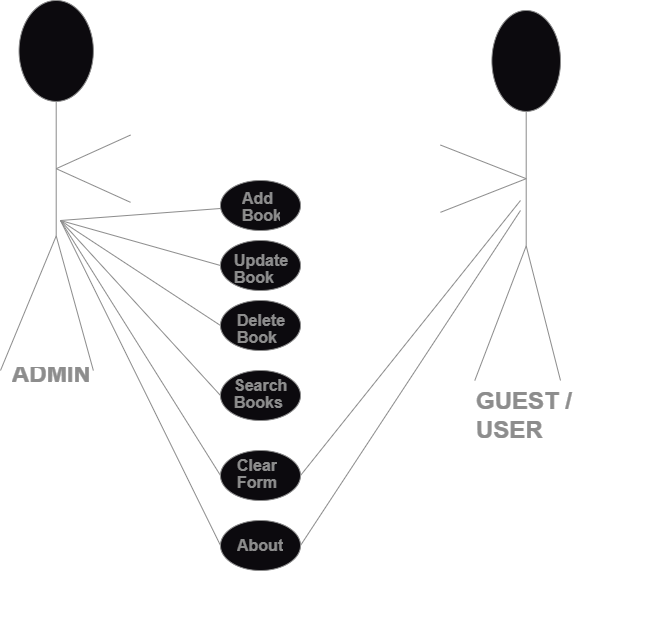 Add
Book
Update
Book
Delete
Book
Search
Books
Clear
Form
About
ADMIN
GUEST /
USER